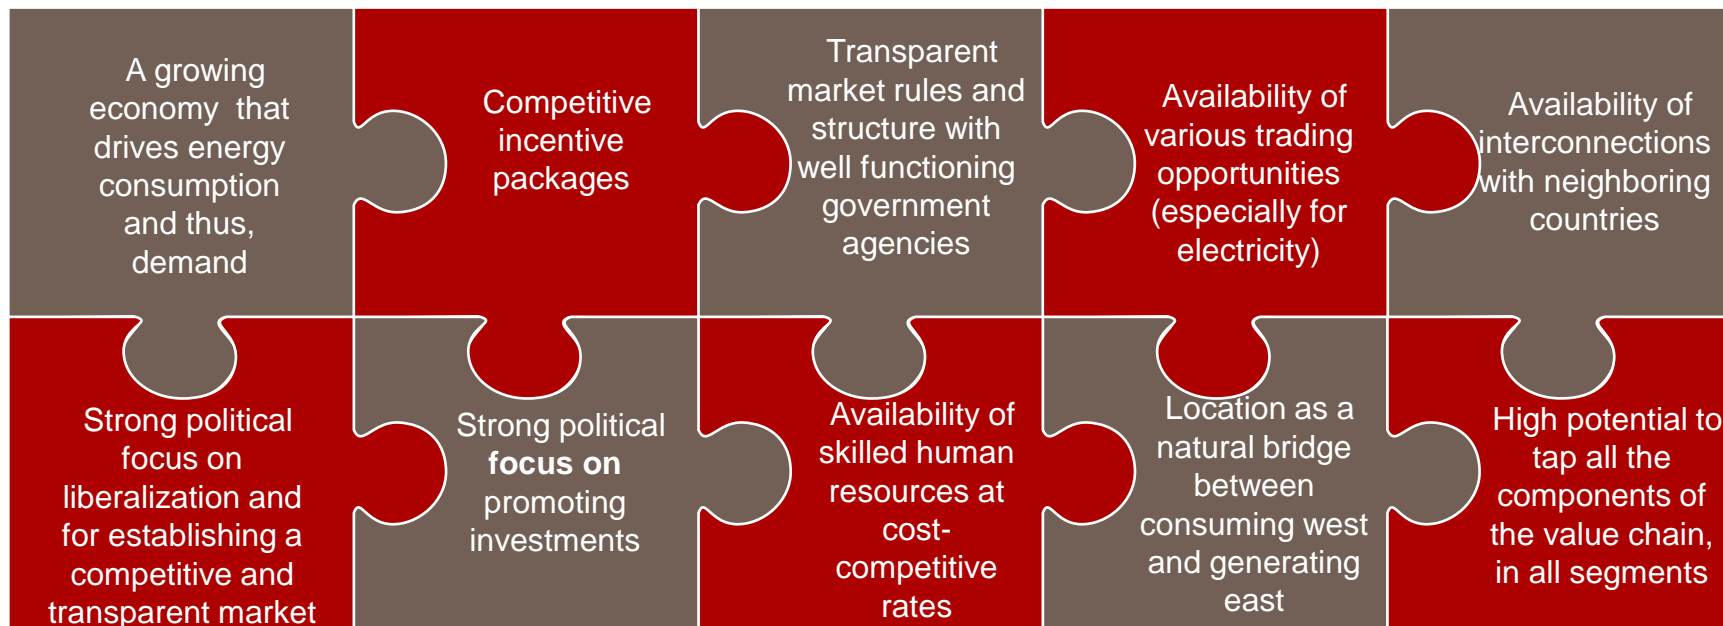 A growing
economy that
drives energy
consumption
and thus,
demand
Competitive
incentive
packages
Transparent
market rules and
structure with
well functioning
government
agencies
Availability of
various trading
opportunities
(especially for
electricity)
Availability of
interconnections
with neighboring
countries
Strong political
focus on
liberalization and
for establishing a
competitive and
transparent market
Strong political
focus on
promoting
investments
Availability of
skilled human
resources at
cost-
competitive
rates
Location as a
natural bridge
between
consuming west
and generating
east
High potential to
tap all the
components of
the value chain,
in all segments